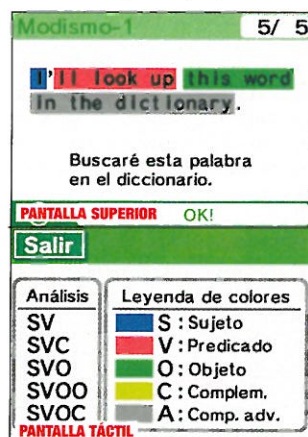 Modismo-1 5/ 5
I'll look up this word
in the dictionary.
Buscaré esta palabra
en el diccionario.
PANTALLA SUPERIOR OK!
Salir
Análisis
SV
SVC
SVO
SVOO
SVOC
Leyenda de colores
S : Sujeto
V : Predicado
O : Objeto
C : Complem.
A : Comp. adv.
PANTALLA TÁCTIL